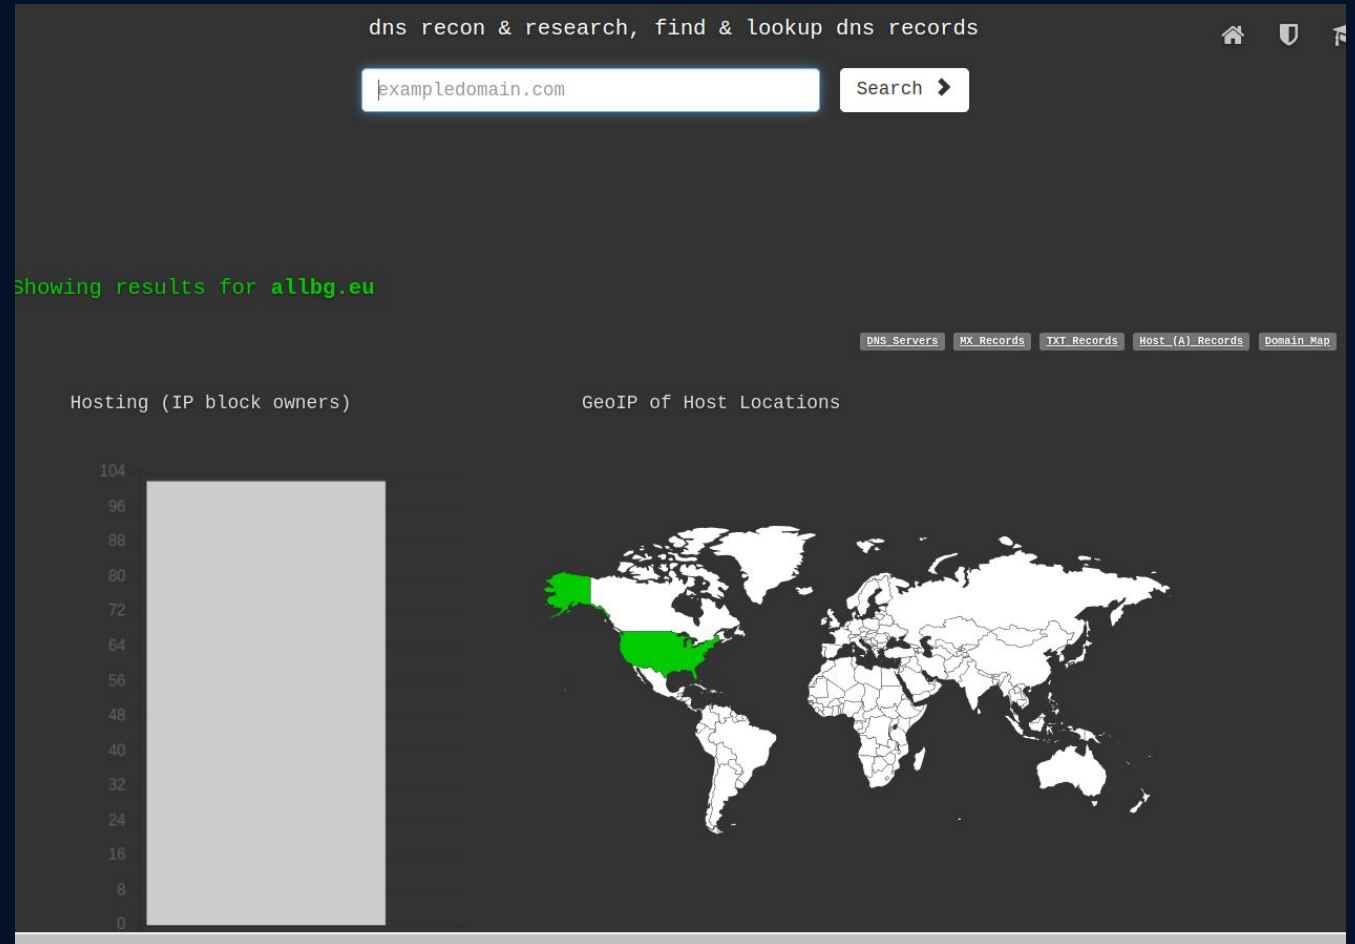 dns recon & research, find & lookup dns records
exampledomain.com
Search
Showing results for allbg.eu
DNS Servers MX Records TXT Records Host (A) Records Domain Map
Hosting (IP block owners)
GeoIP of Host Locations
104
96
88
80
72
64
56
48
40
32
24
16
8
0